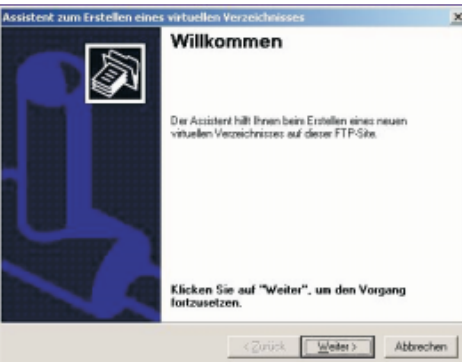 Assistent zum Erstellen eines virtuellen Verzeichnisses
Willkommen
Der Assistent hilft Ihnen beim Erstellen eines neuen
virtuellen Verzeichnisses auf dieser FTP-Site.
Klicken Sie auf "Weiter", um den Vorgang
fortzusetzen.
< Zurück Weiter > Abbrechen